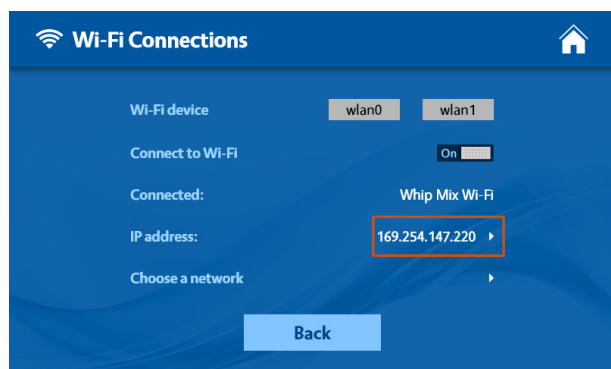 Wi-Fi Connections
Wi-Fi device wlan0 wlan1
Connect to Wi-Fi On
Connected: Whip Mix Wi-Fi
IP address: 169.254.147.220
Choose a network
Back